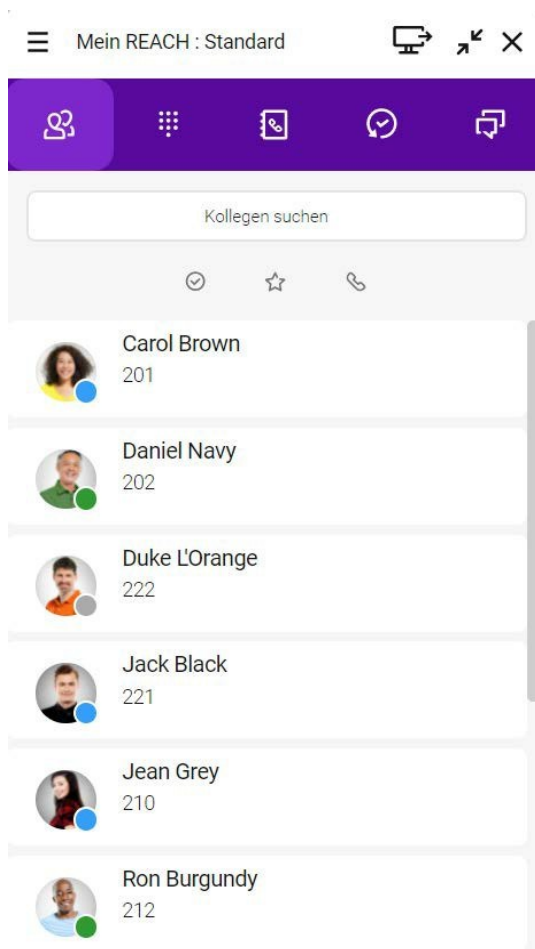 Mein REACH : Standard
Kollegen suchen
Carol Brown
201
Daniel Navy
202
Duke L'Orange
222
Jack Black
221
Jean Grey
210
Ron Burgundy
212